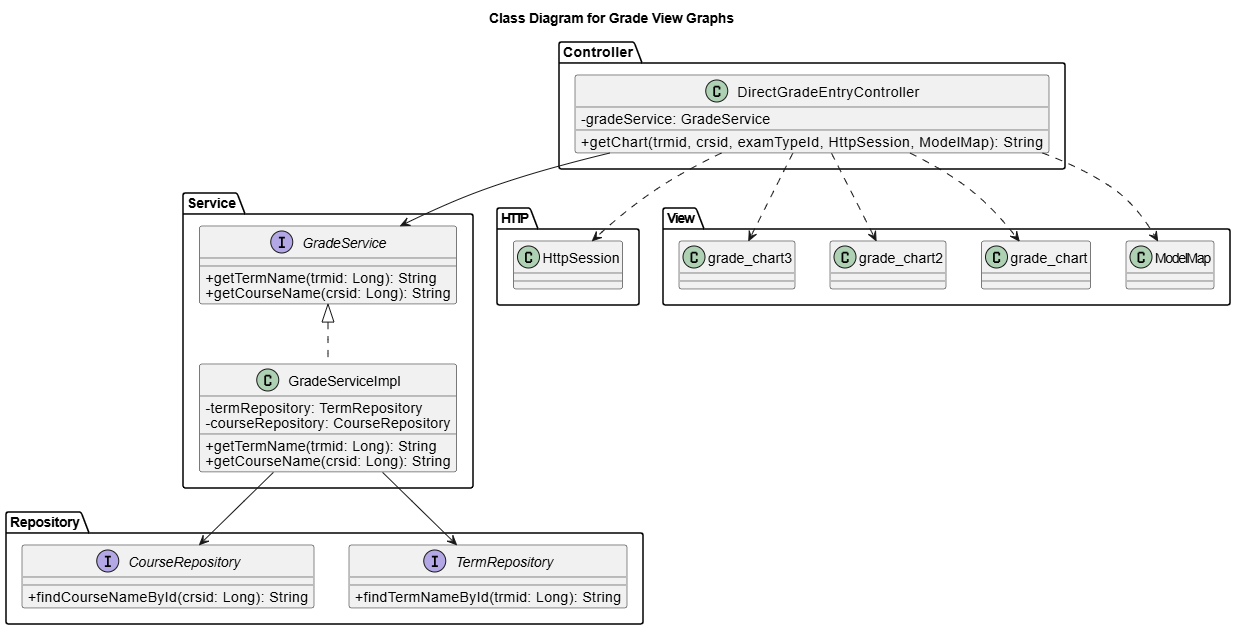 Class Diagram for Grade View Graphs
Controller
C DirectGradeEntryController
-gradeService: GradeService
+getChart(trmid, crsid, examTypeId, HttpSession, ModelMap): String
Service
I GradeService
+getTermName(trmid: Long): String
+getCourseName(crsid: Long): String
HTTP
C HttpSession
View
C grade_chart3
C grade_chart2
C grade_chart
C ModelMap
C GradeServiceImpl
-termRepository: TermRepository
-courseRepository: CourseRepository
+getTermName(trmid: Long): String
+getCourseName(crsid: Long): String
Repository
I CourseRepository
+findCourseNameById(crsid: Long): String
I TermRepository
+findTermNameById(trmid: Long): String